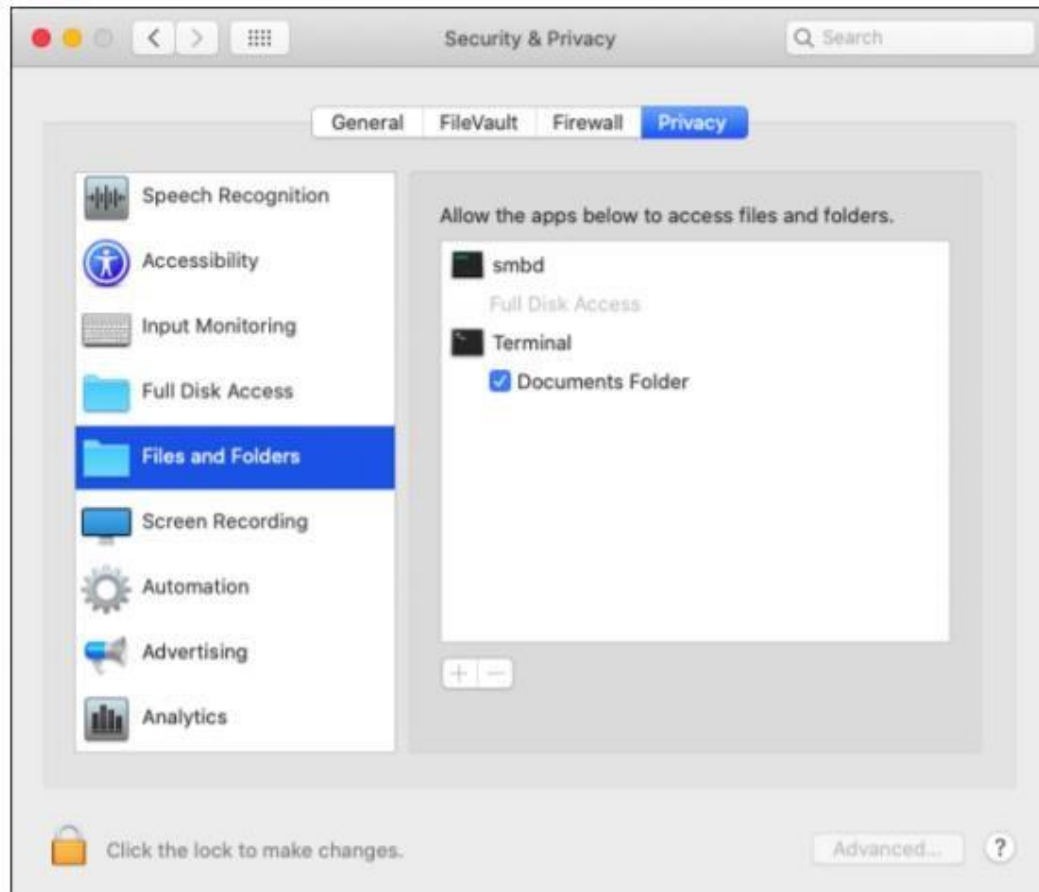 Security & Privacy
Search
General FileVault Firewall Privacy
Speech Recognition
Accessibility
Input Monitoring
Full Disk Access
Files and Folders
Screen Recording
Automation
Advertising
Analytics
Allow the apps below to access files and folders.
smbd
Full Disk Access
Terminal
Documents Folder
+ −
Click the lock to make changes.
Advanced...
?